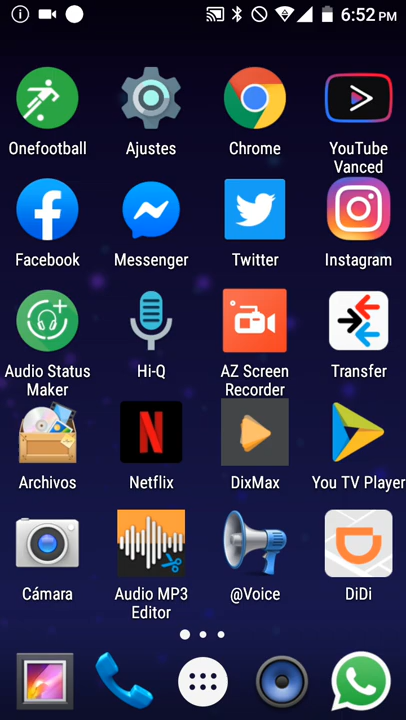 6:52 PM
Onefootball Ajustes Chrome YouTube Vanced
Facebook Messenger Twitter Instagram
Audio Status Maker Hi-Q AZ Screen Recorder Transfer
Archivos Netflix DixMax You TV Player
Cámara Audio MP3 Editor @Voice DiDi